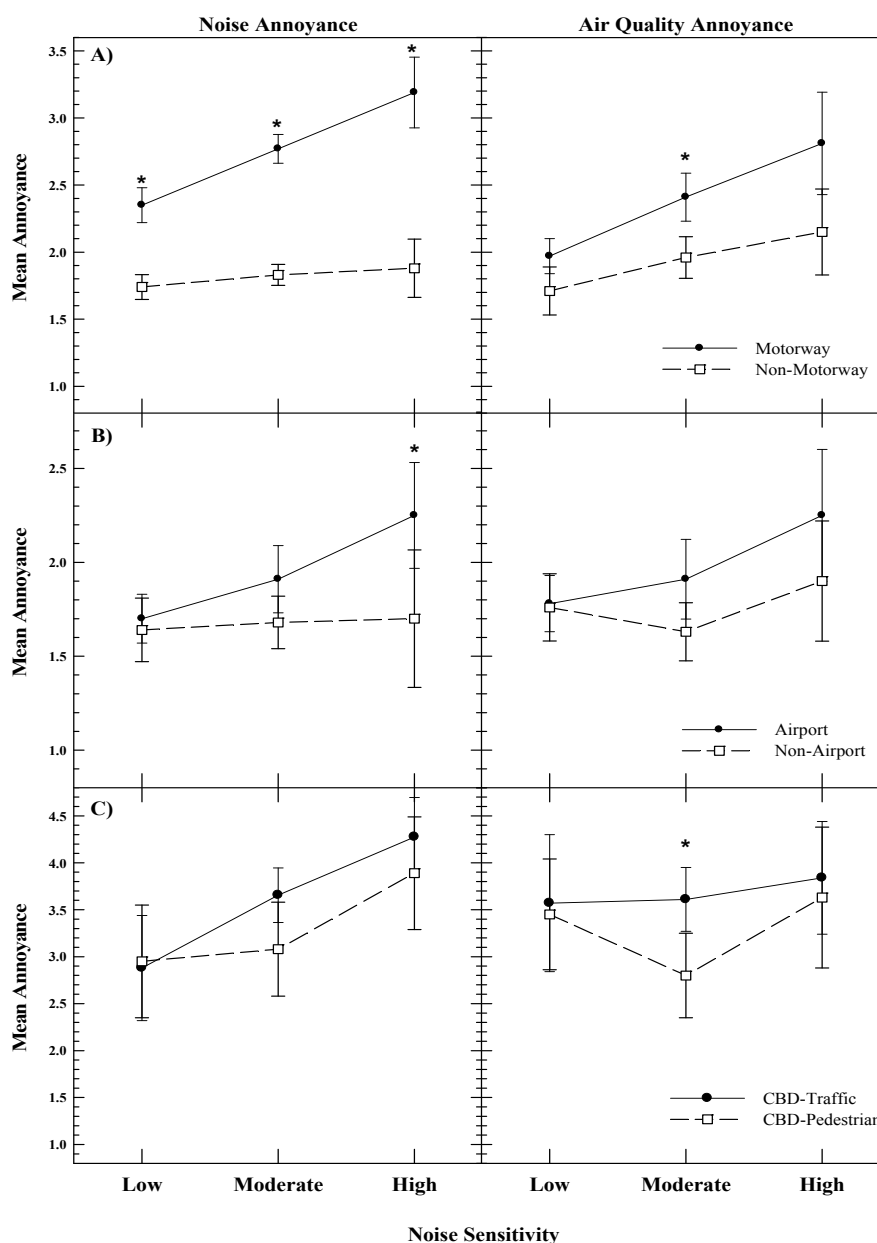 Noise Annoyance
Air Quality Annoyance
A)
3.5
3.0
2.5
2.0
1.5
1.0
Mean Annoyance
*
*
*
*
Motorway
Non-Motorway
B)
2.5
2.0
1.5
1.0
Mean Annoyance
*
Airport
Non-Airport
C)
4.5
4.0
3.5
3.0
2.5
2.0
1.5
1.0
Mean Annoyance
*
CBD-Traffic
CBD-Pedestrian
Low
Moderate
High
Low
Moderate
High
Noise Sensitivity